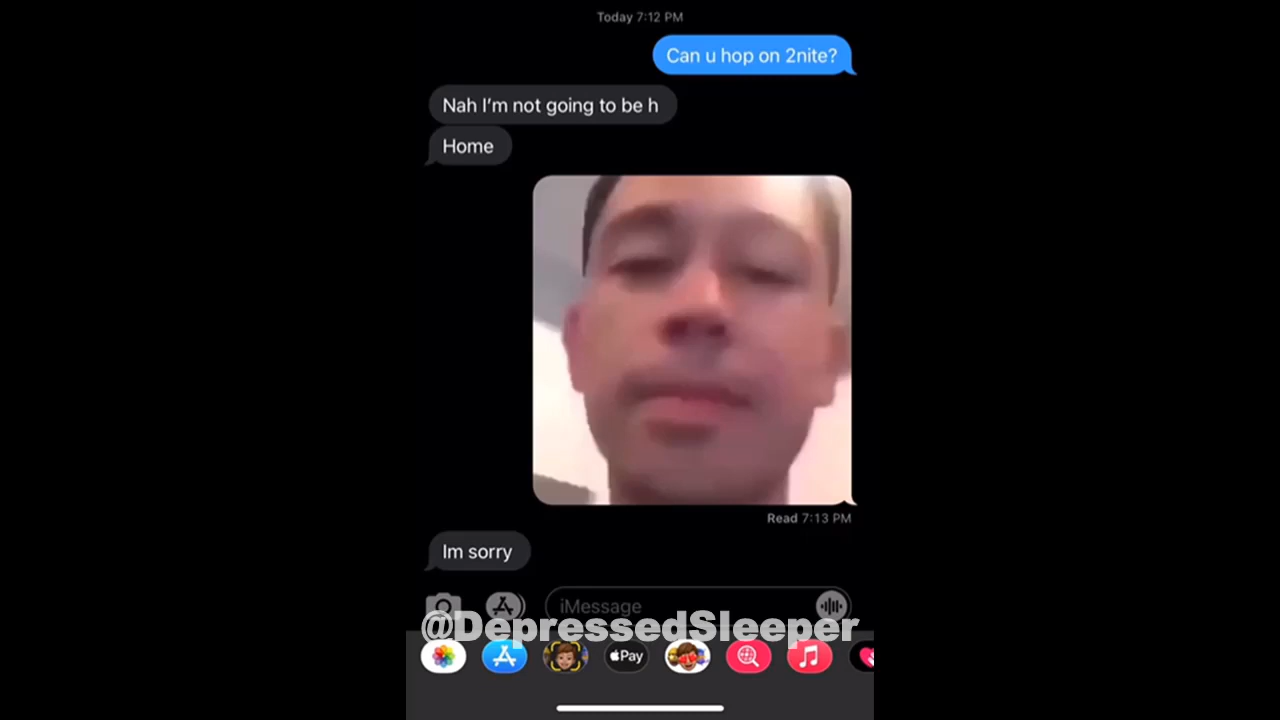 Today 7:12 PM
Can u hop on 2nite?
Nah I’m not going to be h
Home
Read 7:13 PM
Im sorry
iMessage
@DepressedSleeper
Pay